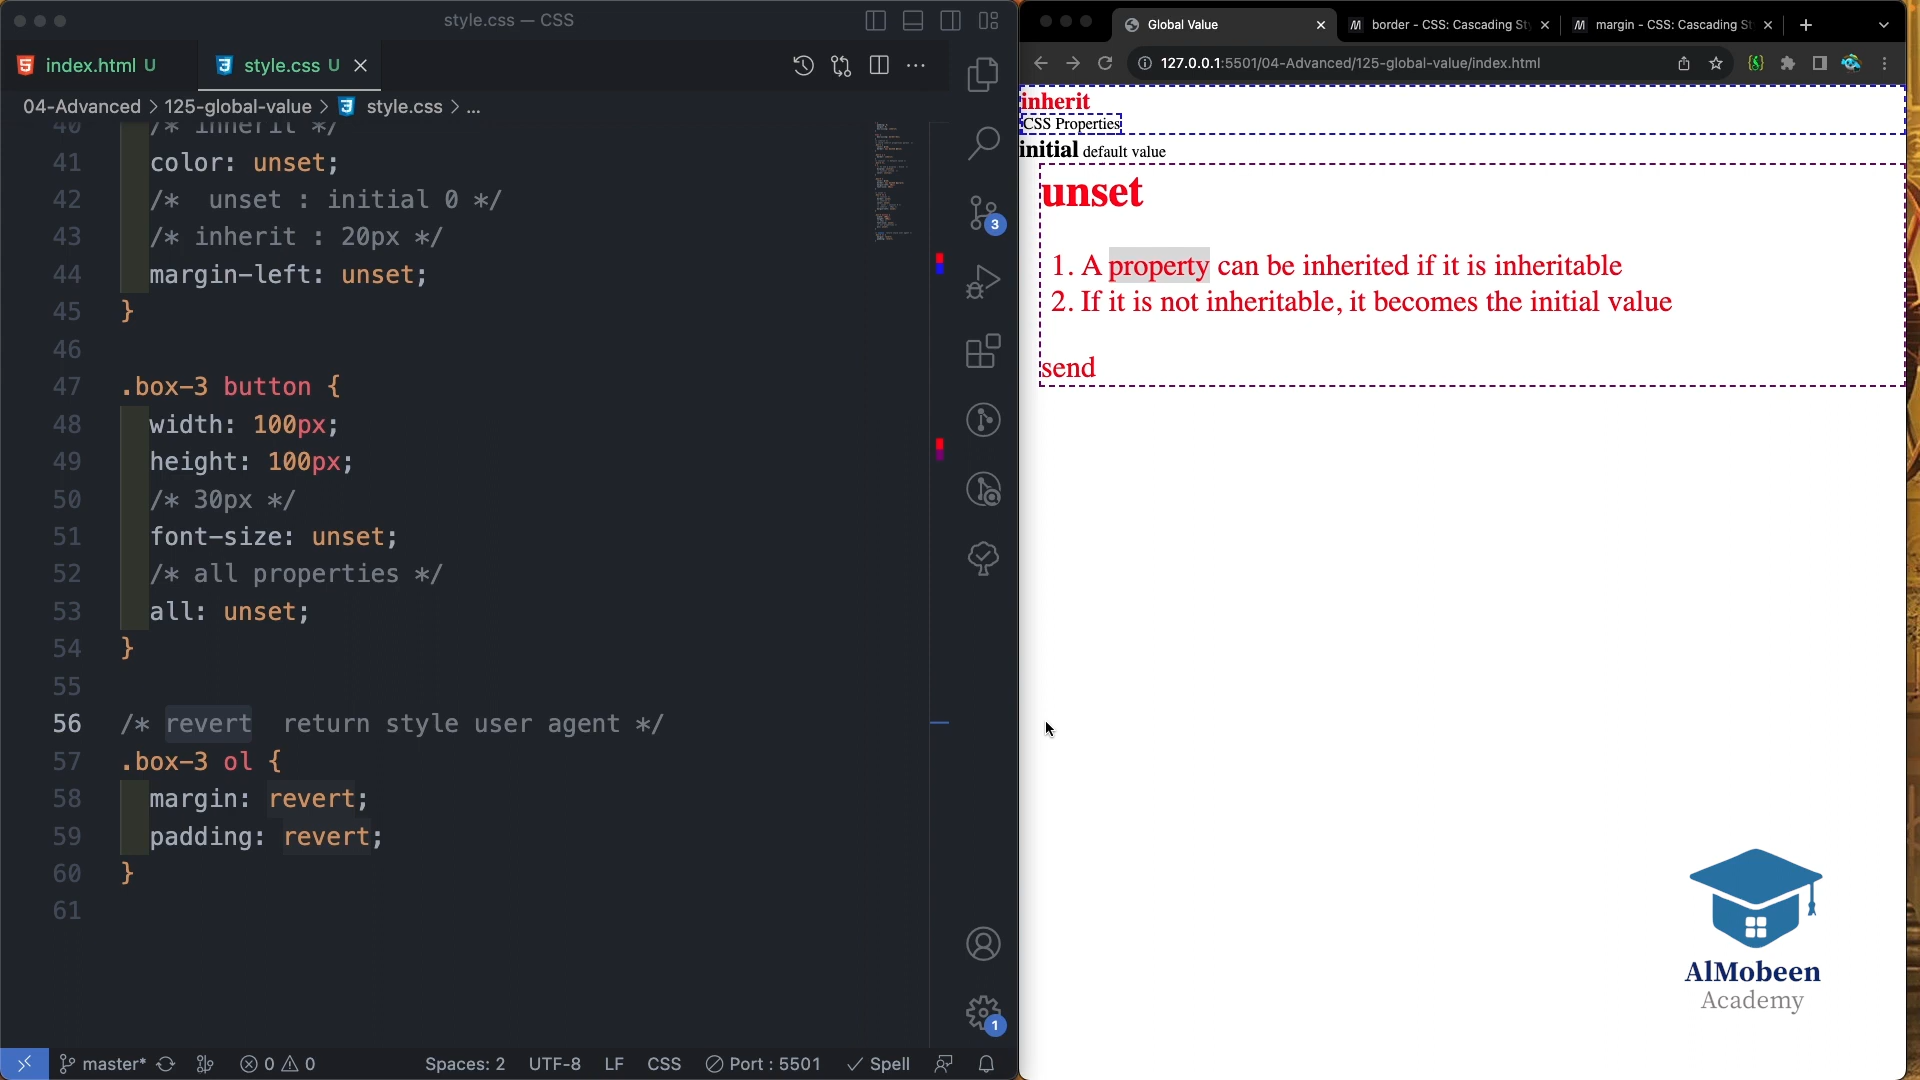 style.css — CSS
index.html U
style.css U
04-Advanced > 125-global-value > style.css > ...
40 /* inherit */
41 color: unset;
42 /*  unset : initial 0 */
43 /* inherit : 20px */
44 margin-left: unset;
45 }
46
47 .box-3 button {
48 width: 100px;
49 height: 100px;
50 /* 30px */
51 font-size: unset;
52 /* all properties */
53 all: unset;
54 }
55
56 /* revert  return style user agent */
57 .box-3 ol {
58 margin: revert;
59 padding: revert;
60 }
61
3
1
master* 0 0 Spaces: 2 UTF-8 LF CSS Port : 5501 Spell
Global Value
border - CSS: Cascading St
margin - CSS: Cascading St
127.0.0.1:5501/04-Advanced/125-global-value/index.html
inherit
CSS Properties
initial default value
unset
1. A property can be inherited if it is inheritable
2. If it is not inheritable, it becomes the initial value
send
AlMobeen
Academy